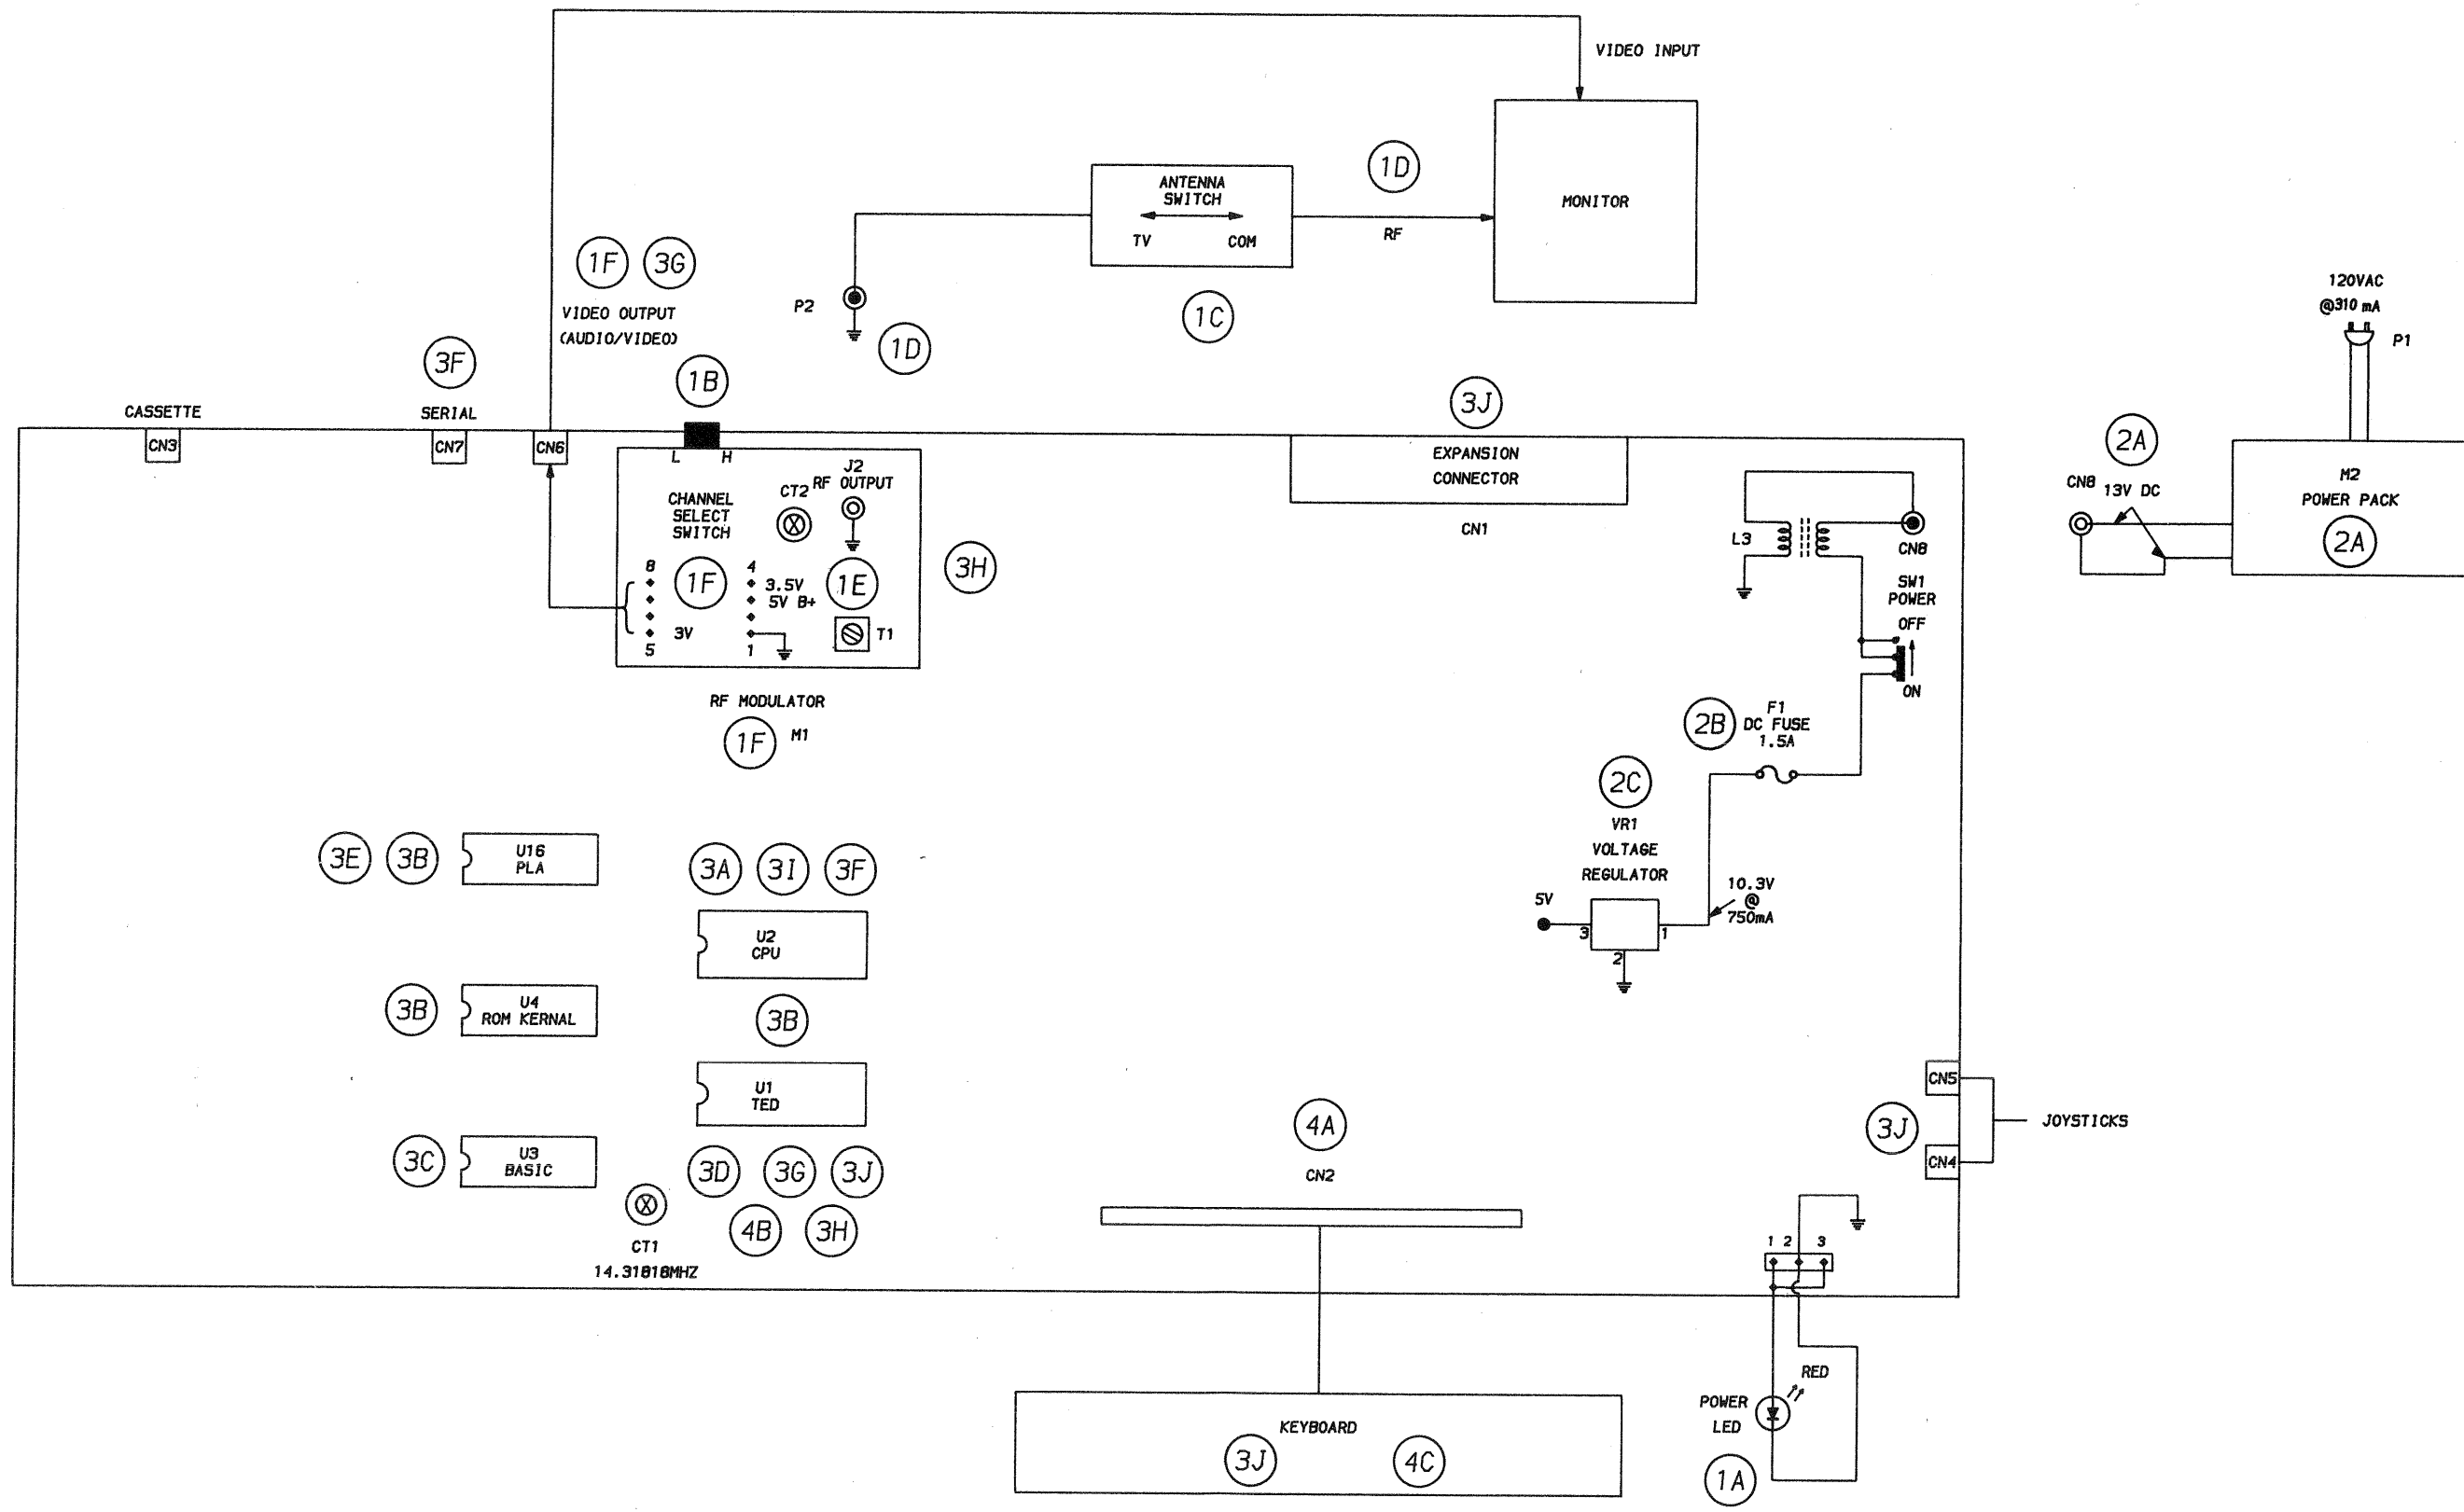 VIDEO INPUT
1D
ANTENNA
SWITCH
TV COM
RF
MONITOR
1F 3G
VIDEO OUTPUT
(AUDIO/VIDEO)
P2
1D
1C
120VAC
@310 mA
P1
3F
1B
3J
CASSETTE
SERIAL
CN3
CN7
CN6
L H
J2
RF OUTPUT
CT2
CHANNEL
SELECT
SWITCH
8
1F
4
3.5V
5V B+
1E
3V
5
1
T1
3H
RF MODULATOR
1F M1
EXPANSION
CONNECTOR
CN1
L3
CN8
SW1
POWER
OFF
ON
2A
CN8 13V DC
M2
POWER PACK
2A
2B
F1
DC FUSE
1.5A
2C
VR1
VOLTAGE
REGULATOR
5V
3
1
2
10.3V
@
750mA
3E 3B
U16
PLA
3A 3I 3F
U2
CPU
3B
U4
ROM KERNAL
3B
U1
TED
3C
U3
BASIC
3D 3G 3J
4B 3H
CT1
14.31818MHZ
4A
CN2
CN5
3J
JOYSTICKS
CN4
1 2 3
RED
POWER
LED
1A
KEYBOARD
3J 4C